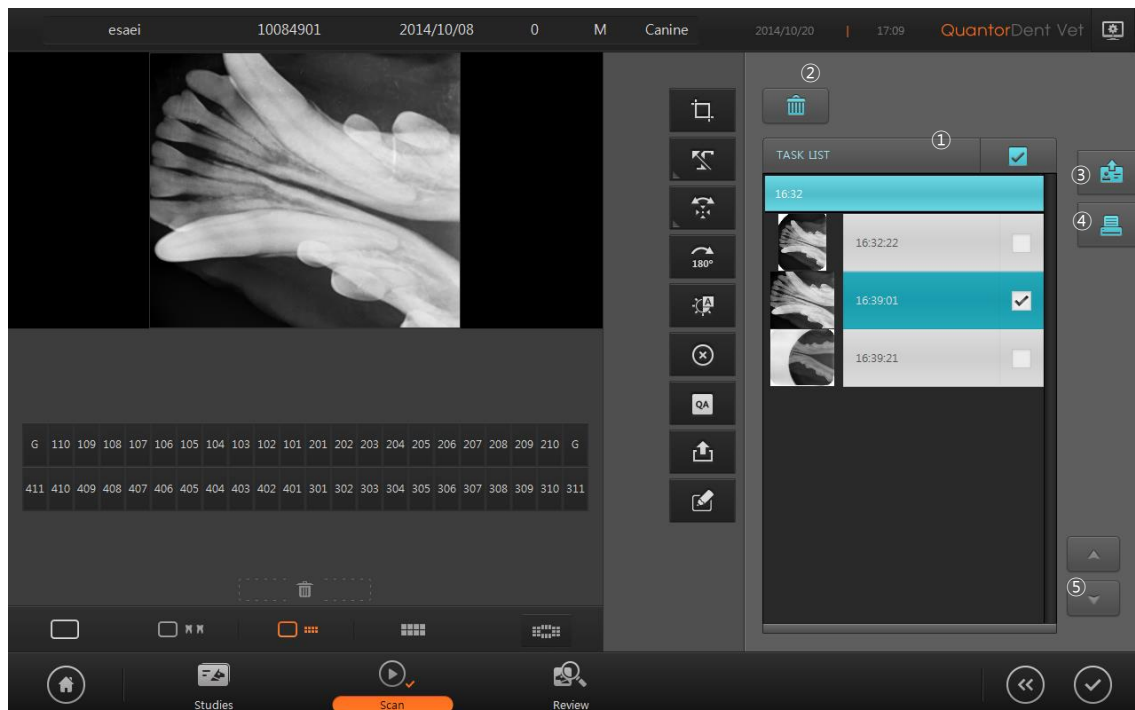 esaei 10084901 2014/10/08 0 M Canine 2014/10/20 | 17:09 QuantorDent Vet
②
TASK LIST ①
③
16:32
④
16:32:22
180°
A
16:39:01
16:39:21
QA
G 110 109 108 107 106 105 104 103 102 101 201 202 203 204 205 206 207 208 209 210 G
411 410 409 408 407 406 405 404 403 402 401 301 302 303 304 305 306 307 308 309 310 311
⑤
Studies Scan Review